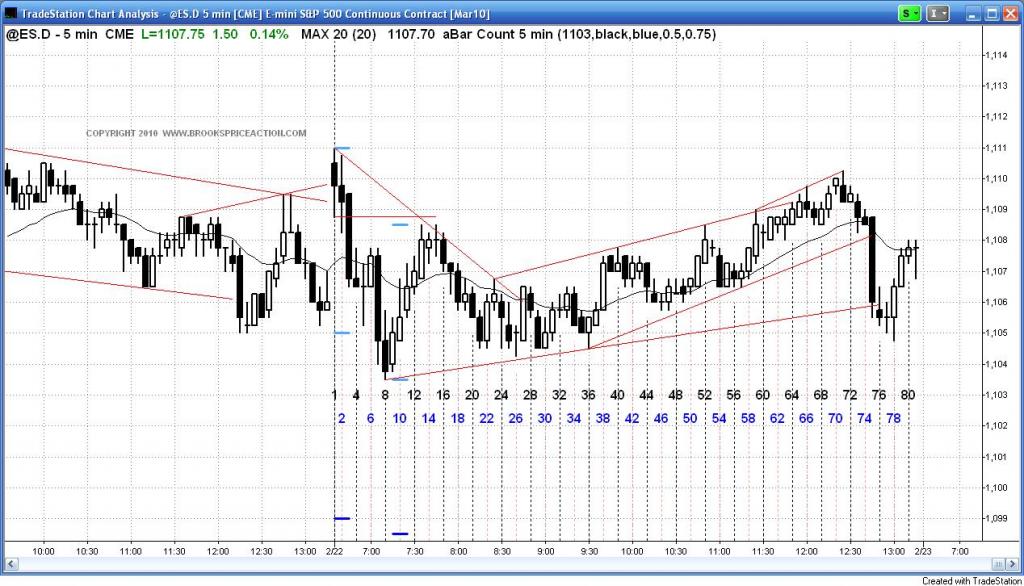 TradeStation Chart Analysis - @ES.D 5 min [CME] E-mini S&P 500 Continuous Contract [Mar10]
S
I
@ES.D - 5 min CME L=1107.75 1.50 0.14% MAX 20 (20) 1107.70 aBar Count 5 min (1103,black,blue,0.5,0.75)
1,114
1,113
COPYRIGHT 2010 WWW.BROOKSPRICEACTION.COM
1,112
1,111
1,110
1,109
1,108
1,107
1,106
1,105
1,104
1 4 8 12 16 20 24 28 32 36 40 44 48 52 56 60 64 68 72 76 80 1,103
2 6 10 14 18 22 26 30 34 38 42 46 50 54 58 62 66 70 74 78
1,102
1,101
1,100
1,099
10:00 10:30 11:00 11:30 12:00 12:30 13:00 2/22 7:00 7:30 8:00 8:30 9:00 9:30 10:00 10:30 11:00 11:30 12:00 12:30 13:00 2/23 7:00
Created with TradeStation